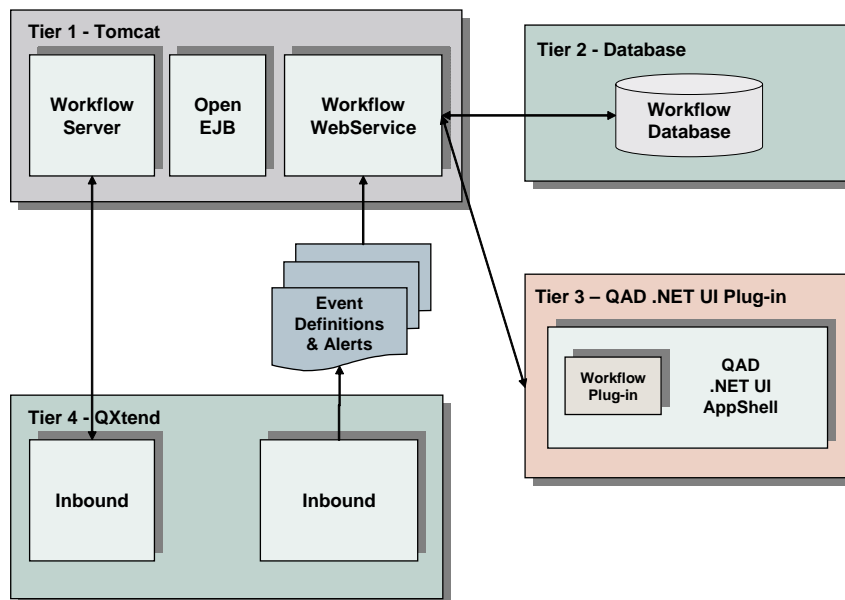 Tier 1 - Tomcat
Workflow
Server
Open
EJB
Workflow
WebService
Tier 2 - Database
Workflow
Database
Event
Definitions
& Alerts
Tier 3 – QAD .NET UI Plug-in
Workflow
Plug-in
QAD
.NET UI
AppShell
Tier 4 - QXtend
Inbound
Inbound